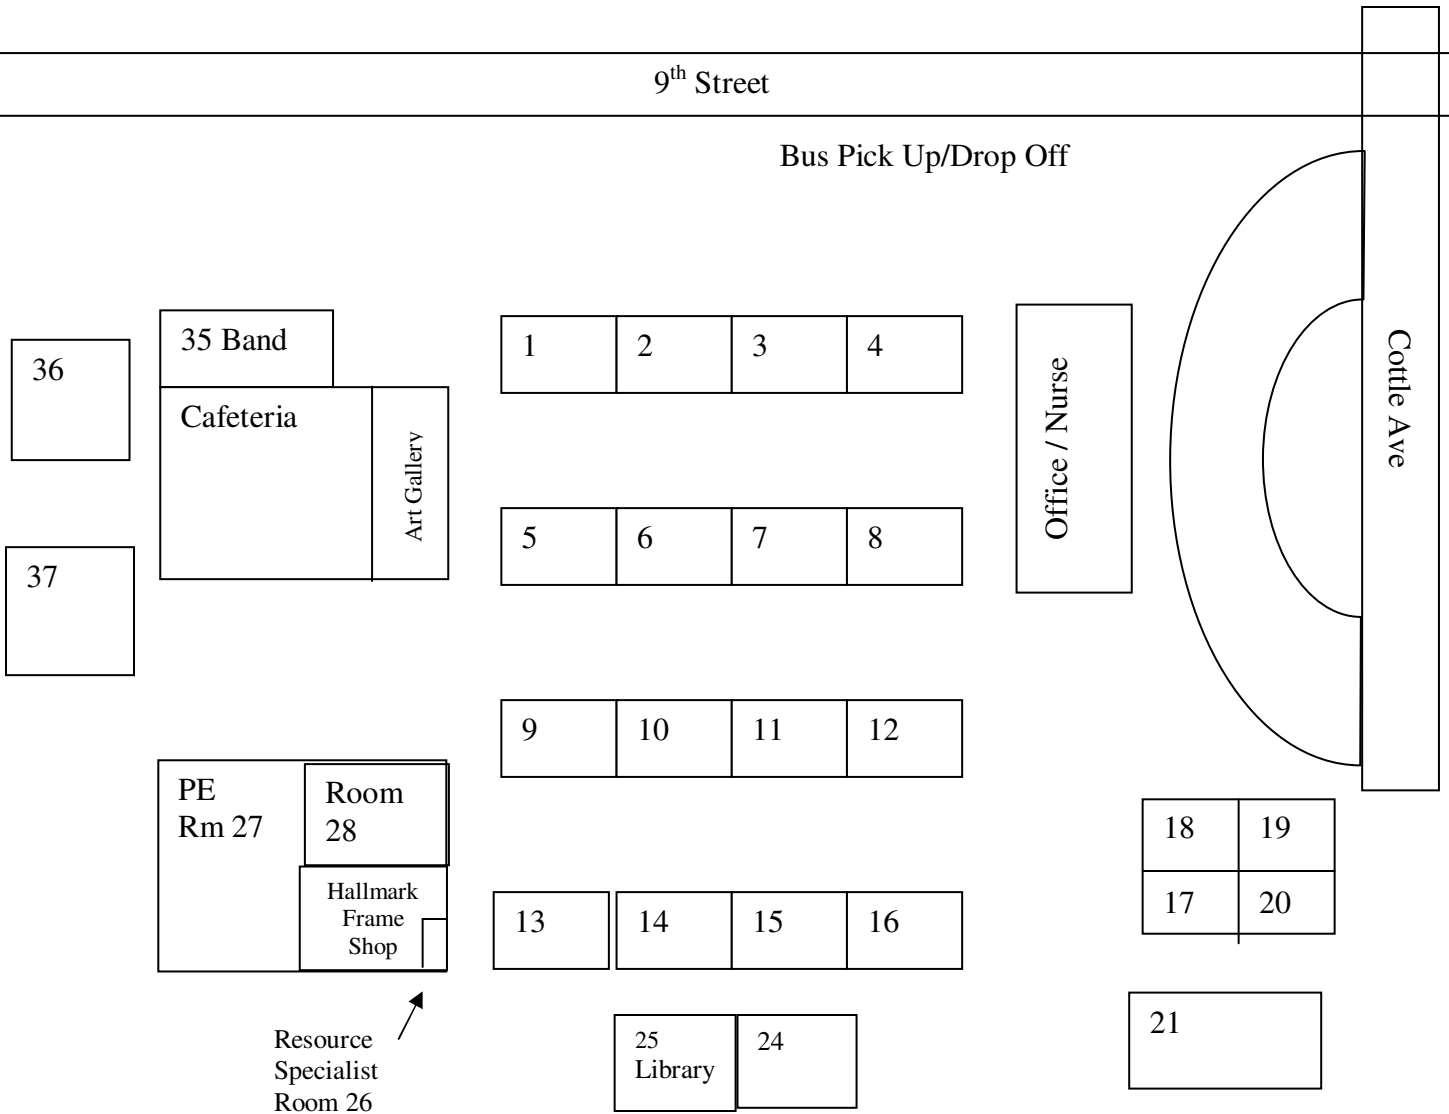 9th Street
Bus Pick Up/Drop Off
Cottle Ave
35 Band
1
2
3
4
36
Cafeteria
Art Gallery
Office / Nurse
5
6
7
8
37
9
10
11
12
PE
Rm 27
Room
28
Hallmark
Frame
Shop
13
14
15
16
18
19
17
20
Resource
Specialist
Room 26
25
Library
24
21